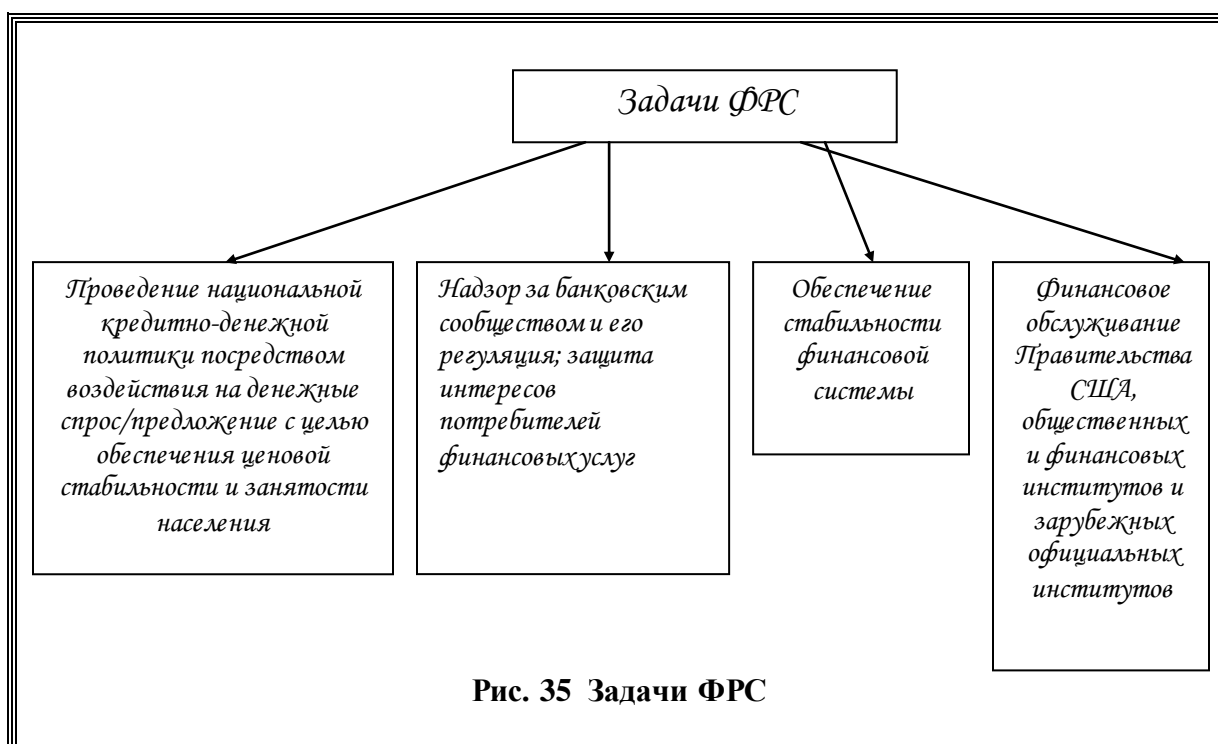 Задачи ФРС
Проведение национальной
кредитно-денежной
политики посредством
воздействия на денежные
спрос/предложение с целью
обеспечения ценовой
стабильности и занятости
населения
Надзор за банковским
сообществом и его
регуляция; защита
интересов
потребителей
финансовых услуг
Обеспечение
стабильности
финансовой
системы
Финансовое
обслуживание
Правительства
США,
общественных
и финансовых
институтов и
зарубежных
официальных
институтов
Рис. 35 Задачи ФРС